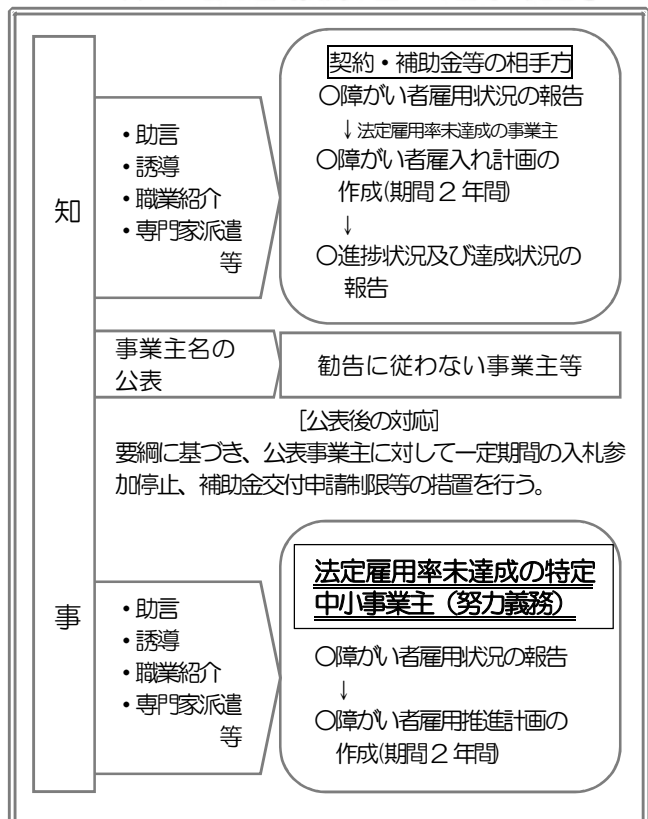 知事
・助言
・誘導
・職業紹介
・専門家派遣
等
契約・補助金等の相手方
○障がい者雇用状況の報告
↓法定雇用率未達成の事業主
○障がい者雇入れ計画の
作成(期間２年間)
↓
○進捗状況及び達成状況の
報告
事業主名の
公表
勧告に従わない事業主等
[公表後の対応]
要綱に基づき、公表事業主に対して一定期間の入札参
加停止、補助金交付申請制限等の措置を行う。
・助言
・誘導
・職業紹介
・専門家派遣
等
法定雇用率未達成の特定
中小事業主（努力義務）
○障がい者雇用状況の報告
↓
○障がい者雇用推進計画の
作成(期間２年間)